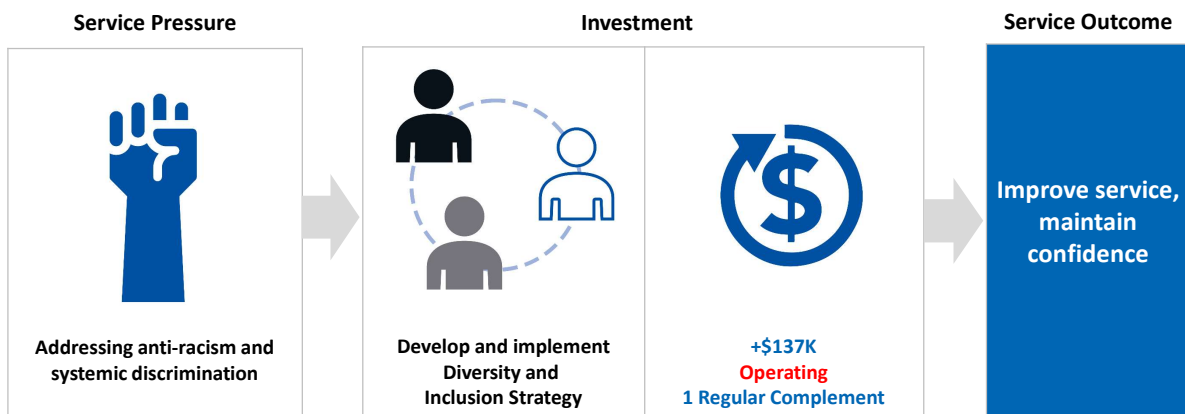 Service Pressure
Investment
Service Outcome
Addressing anti-racism and
systemic discrimination
Develop and implement
Diversity and
Inclusion Strategy
$
+$137K
Operating
1 Regular Complement
Improve service,
maintain
confidence